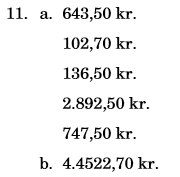 11. a. 643,50 kr.
102,70 kr.
136,50 kr.
2.892,50 kr.
747,50 kr.
b. 4.4522,70 kr.